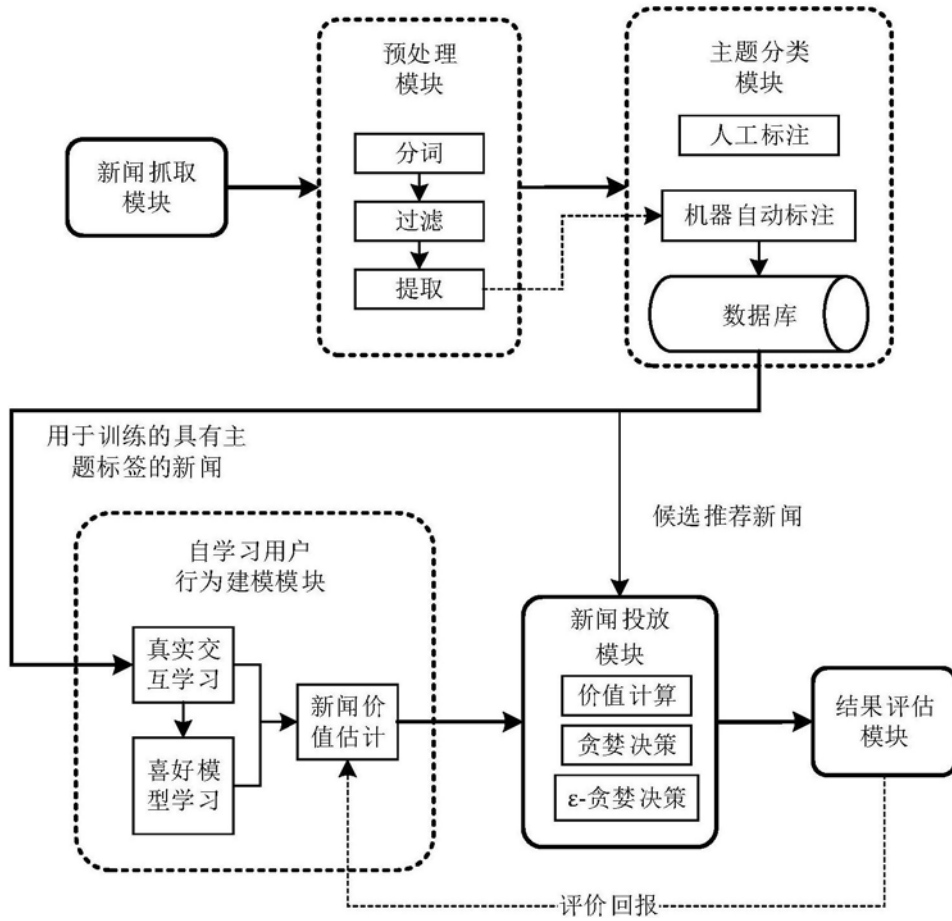 预处理
模块
主题分类
模块
人工标注
新闻抓取
模块
分词
过滤
提取
机器自动标注
数据库
用于训练的具有主
题标签的新闻
候选推荐新闻
自学习用户
行为建模模块
真实交
互学习
喜好模
型学习
新闻价
值估计
新闻投放
模块
价值计算
贪婪决策
ε-贪婪决策
结果评估
模块
评价回报